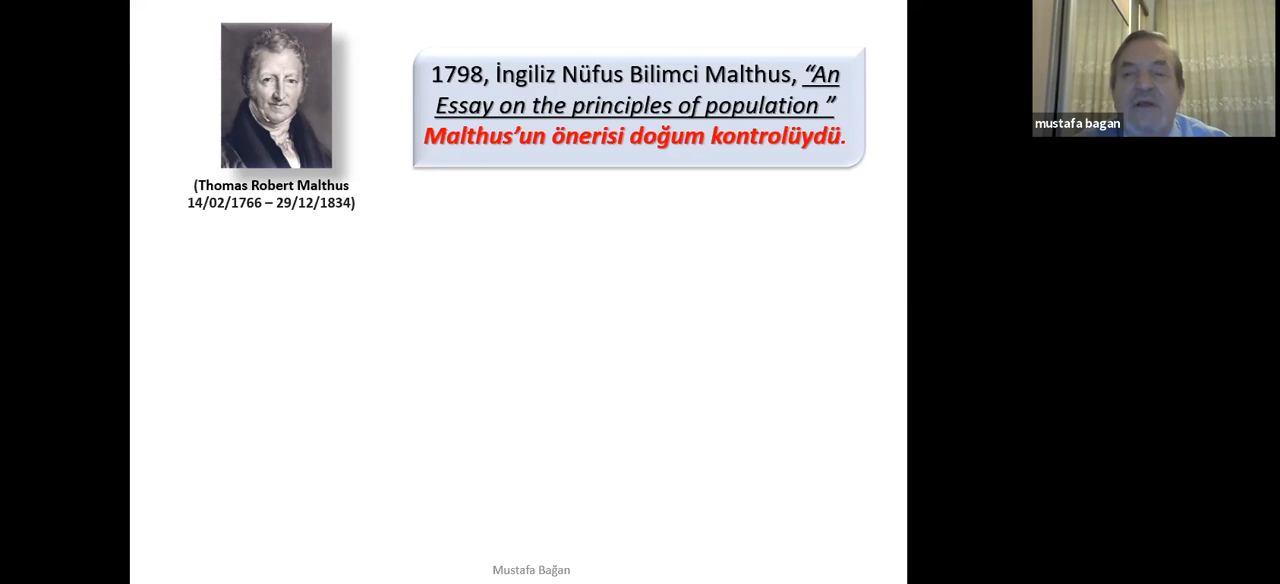 1798, İngiliz Nüfus Bilimci Malthus, “An
Essay on the principles of population ”
Malthus’un önerisi doğum kontrolüydü.
(Thomas Robert Malthus
14/02/1766 – 29/12/1834)
mustafa bagan
Mustafa Bağan